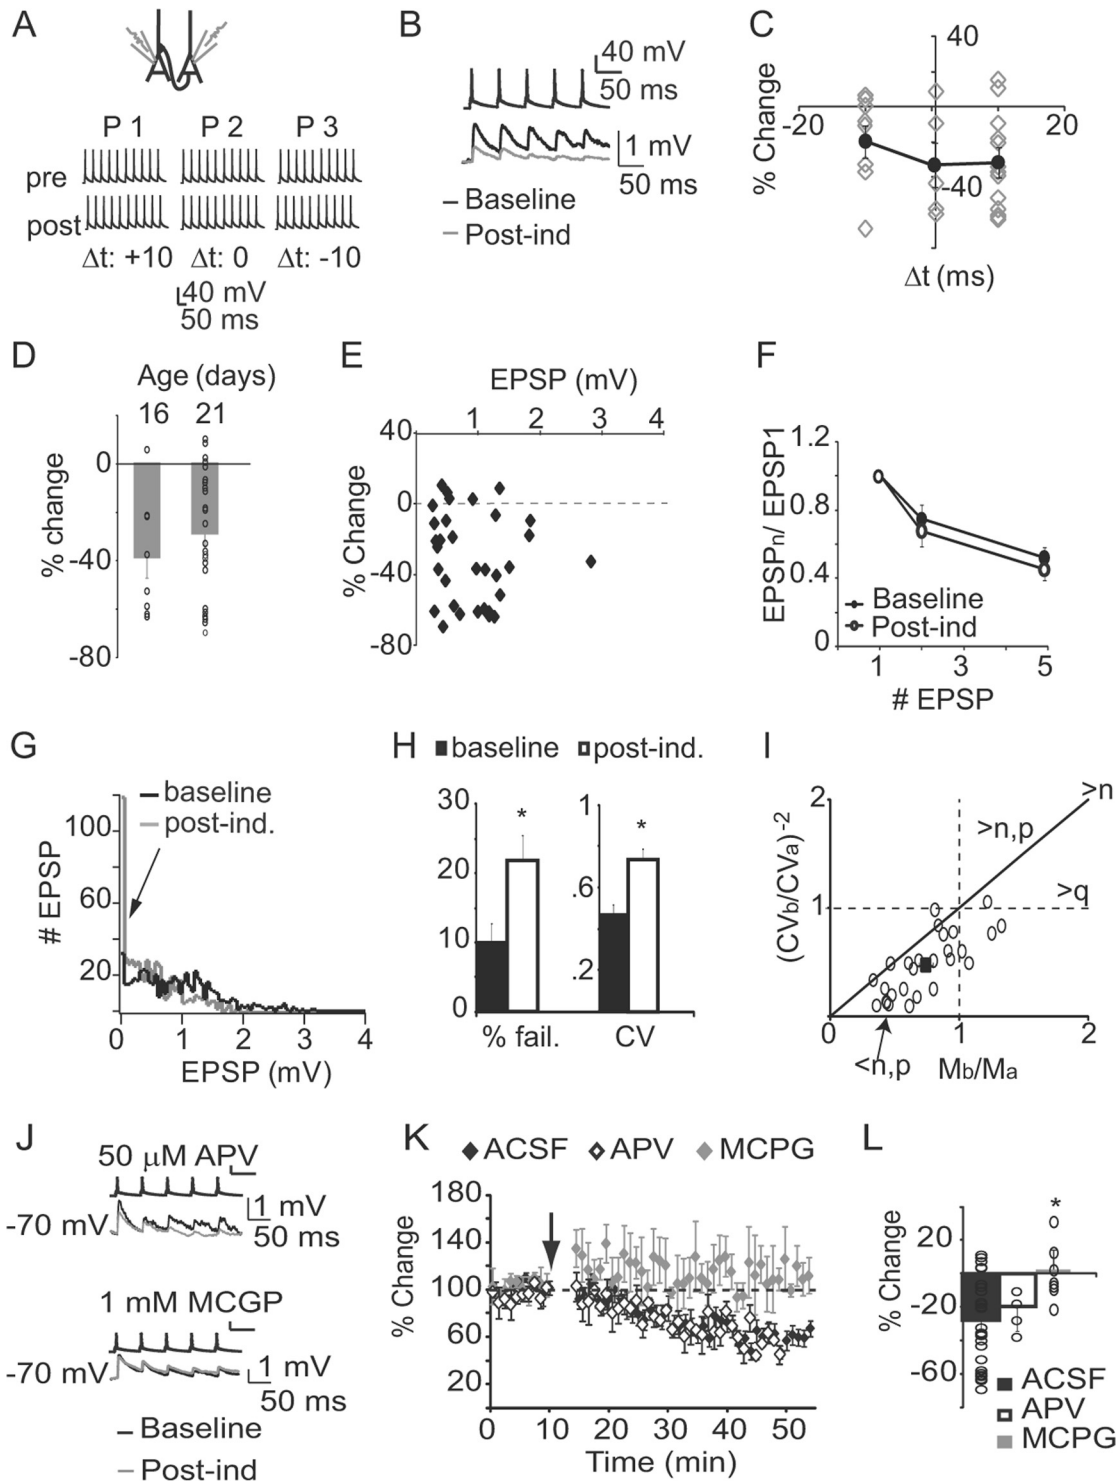 A
P 1 P 2 P 3
pre
post
Δt: +10 Δt: 0 Δt: -10
40 mV
50 ms
B
40 mV
50 ms
1 mV
50 ms
Baseline
Post-ind
C
40
% Change
-20 20
-40
Δt (ms)
D
Age (days)
16 21
% change
0
-40
-80
E
EPSP (mV)
1 2 3 4
% Change
40
0
-40
-80
F
EPSPn/ EPSP1
1.2
0.8
0.4
0
Baseline
Post-ind
1 3 5
# EPSP
G
baseline
post-ind.
# EPSP
100
60
20
0 1 2 3 4
EPSP (mV)
H
baseline post-ind.
30
20
10
0
*
% fail.
1
.6
.2
*
CV
I
(CVb/CVa)-2
2
1
>n
>n,p
>q
0 1 2
<n,p
Mb/Ma
J
50 μM APV
-70 mV
1 mV
50 ms
1 mM MCGP
-70 mV
1 mV
50 ms
Baseline
Post-ind
K
ACSF APV MCPG
% Change
180
140
100
60
20
0 10 20 30 40 50
Time (min)
L
*
% Change
20
-20
-60
ACSF
APV
MCPG